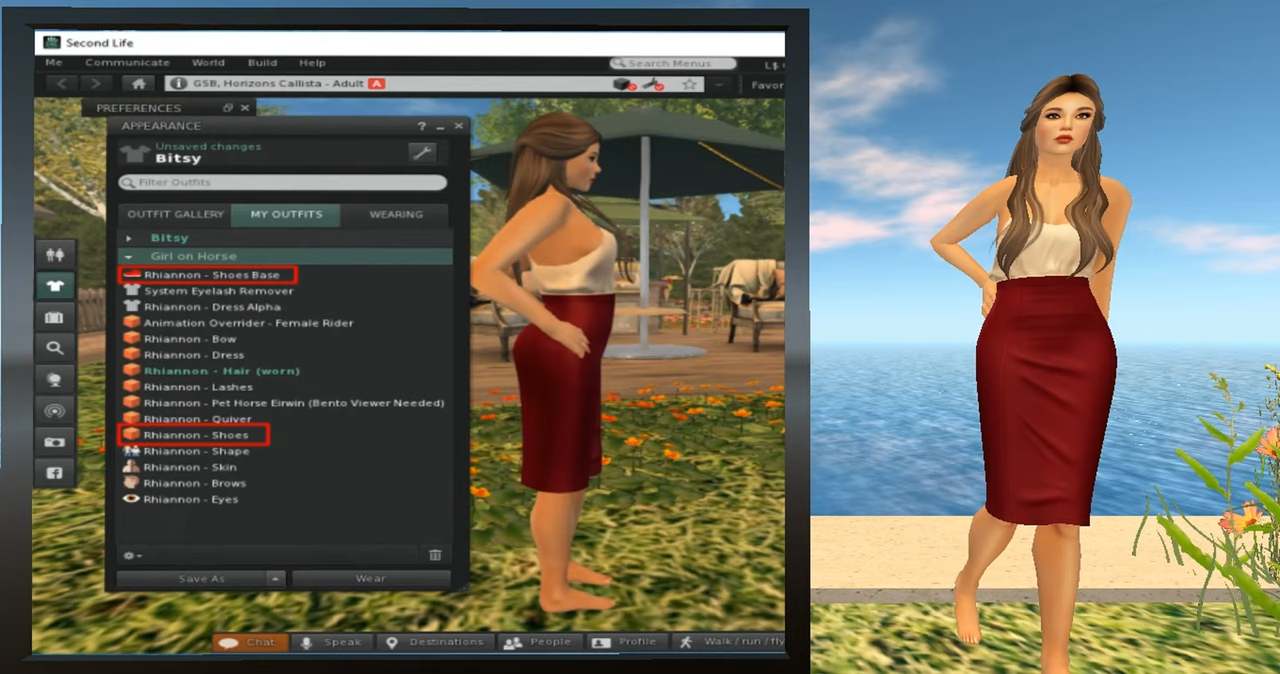 Second Life
Me Communicate World Build Help Search Menus L$
GSB, Horizons Callista - Adult A Favor
PREFERENCES
APPEARANCE ?
Unsaved changes
Bitsy
Filter Outfits
OUTFIT GALLERY MY OUTFITS WEARING
Bitsy
Girl on Horse
Rhiannon - Shoes Base
System Eyelash Remover
Rhiannon - Dress Alpha
Animation Overrider - Female Rider
Rhiannon - Bow
Rhiannon - Dress
Rhiannon - Hair (worn)
Rhiannon - Lashes
Rhiannon - Pet Horse Eirwin (Bento Viewer Needed)
Rhiannon - Quiver
Rhiannon - Shoes
Rhiannon - Shape
Rhiannon - Skin
Rhiannon - Brows
Rhiannon - Eyes
Save As Wear
Chat Speak Destinations People Profile Walk / run / fly